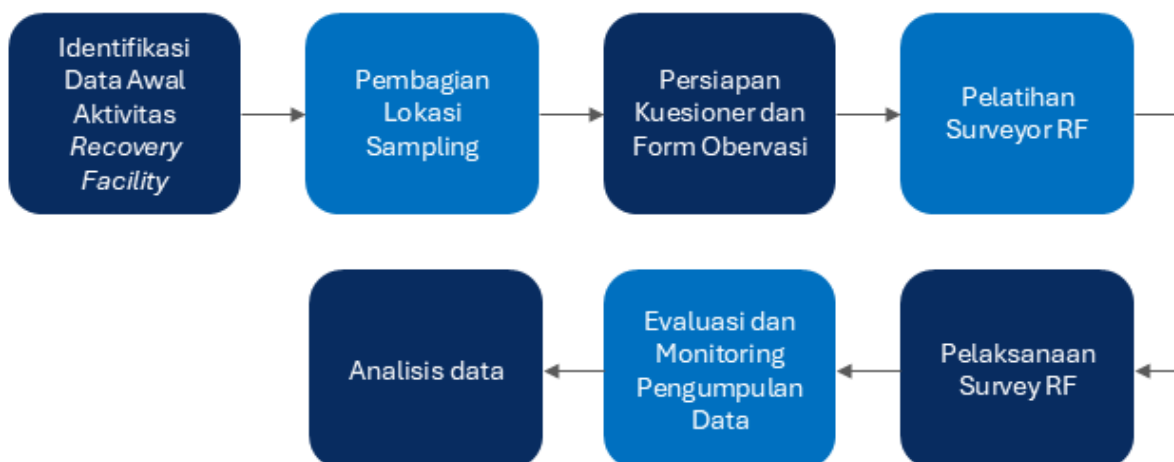 Identifikasi
Data Awal
Aktivitas
Recovery
Facility
Pembagian
Lokasi
Sampling
Persiapan
Kuesioner dan
Form Obervasi
Pelatihan
Surveyor RF
Pelaksanaan
Survey RF
Evaluasi dan
Monitoring
Pengumpulan
Data
Analisis data